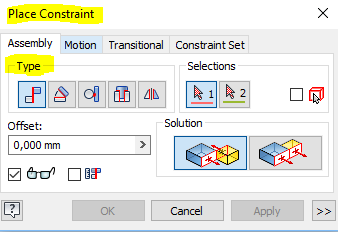 Place Constraint
Assembly Motion Transitional Constraint Set
Type Selections
1 2
Offset: Solution
0,000 mm
OK Cancel Apply >>